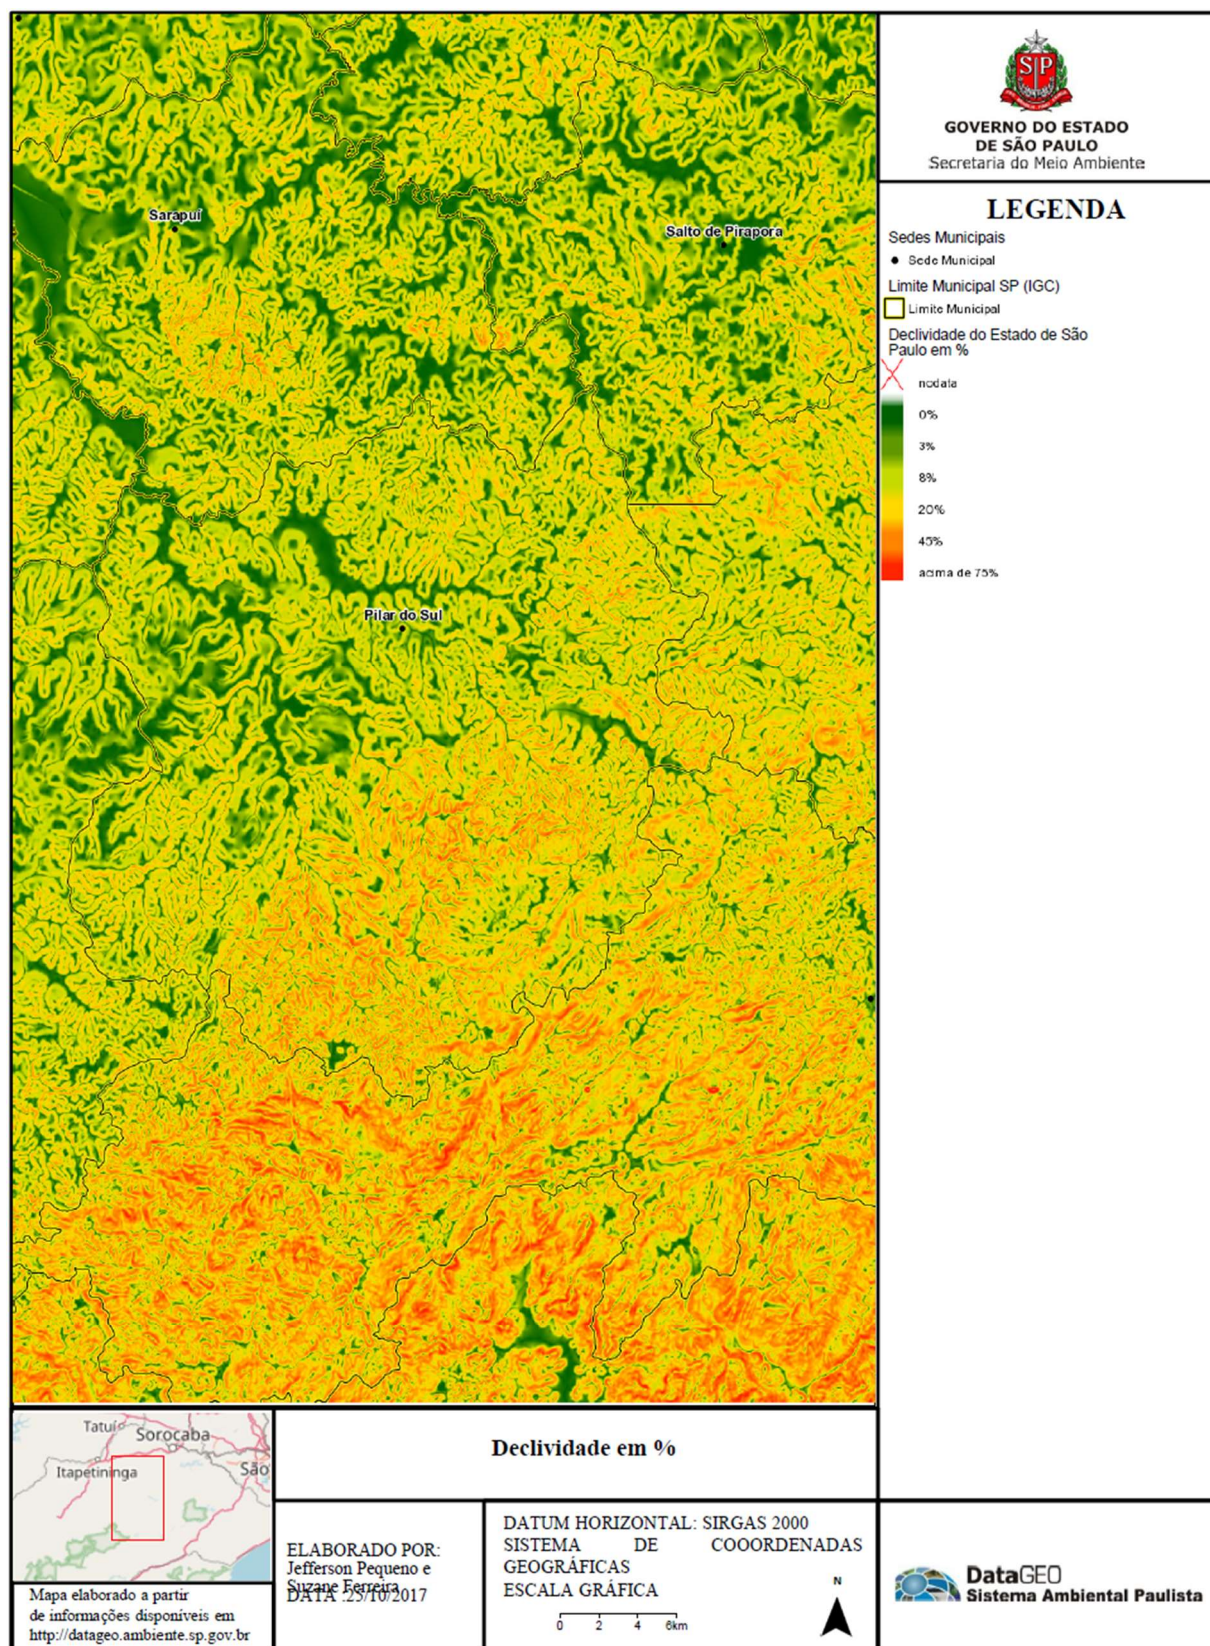 Sarapuí
Salto de Pirapora
Pilar do Sul
GOVERNO DO ESTADO
DE SÃO PAULO
Secretaria do Meio Ambiente
LEGENDA
Sedes Municipais
Sede Municipal
Limite Municipal SP (IGC)
Limite Municipal
Declividade do Estado de São
Paulo em %
nodata
0%
3%
8%
20%
45%
acima de 75%
Tatuí
Sorocaba
Itapetininga
São
Mapa elaborado a partir
de informações disponíveis em
http://datageo.ambiente.sp.gov.br
Declividade em %
ELABORADO POR:
Jefferson Pequeno e
Suzane Ferreira
DATA :25/10/2017
DATUM HORIZONTAL: SIRGAS 2000
SISTEMA DE COOORDENADAS
GEOGRÁFICAS
ESCALA GRÁFICA
0 2 4 6km
N
DataGEO
Sistema Ambiental Paulista